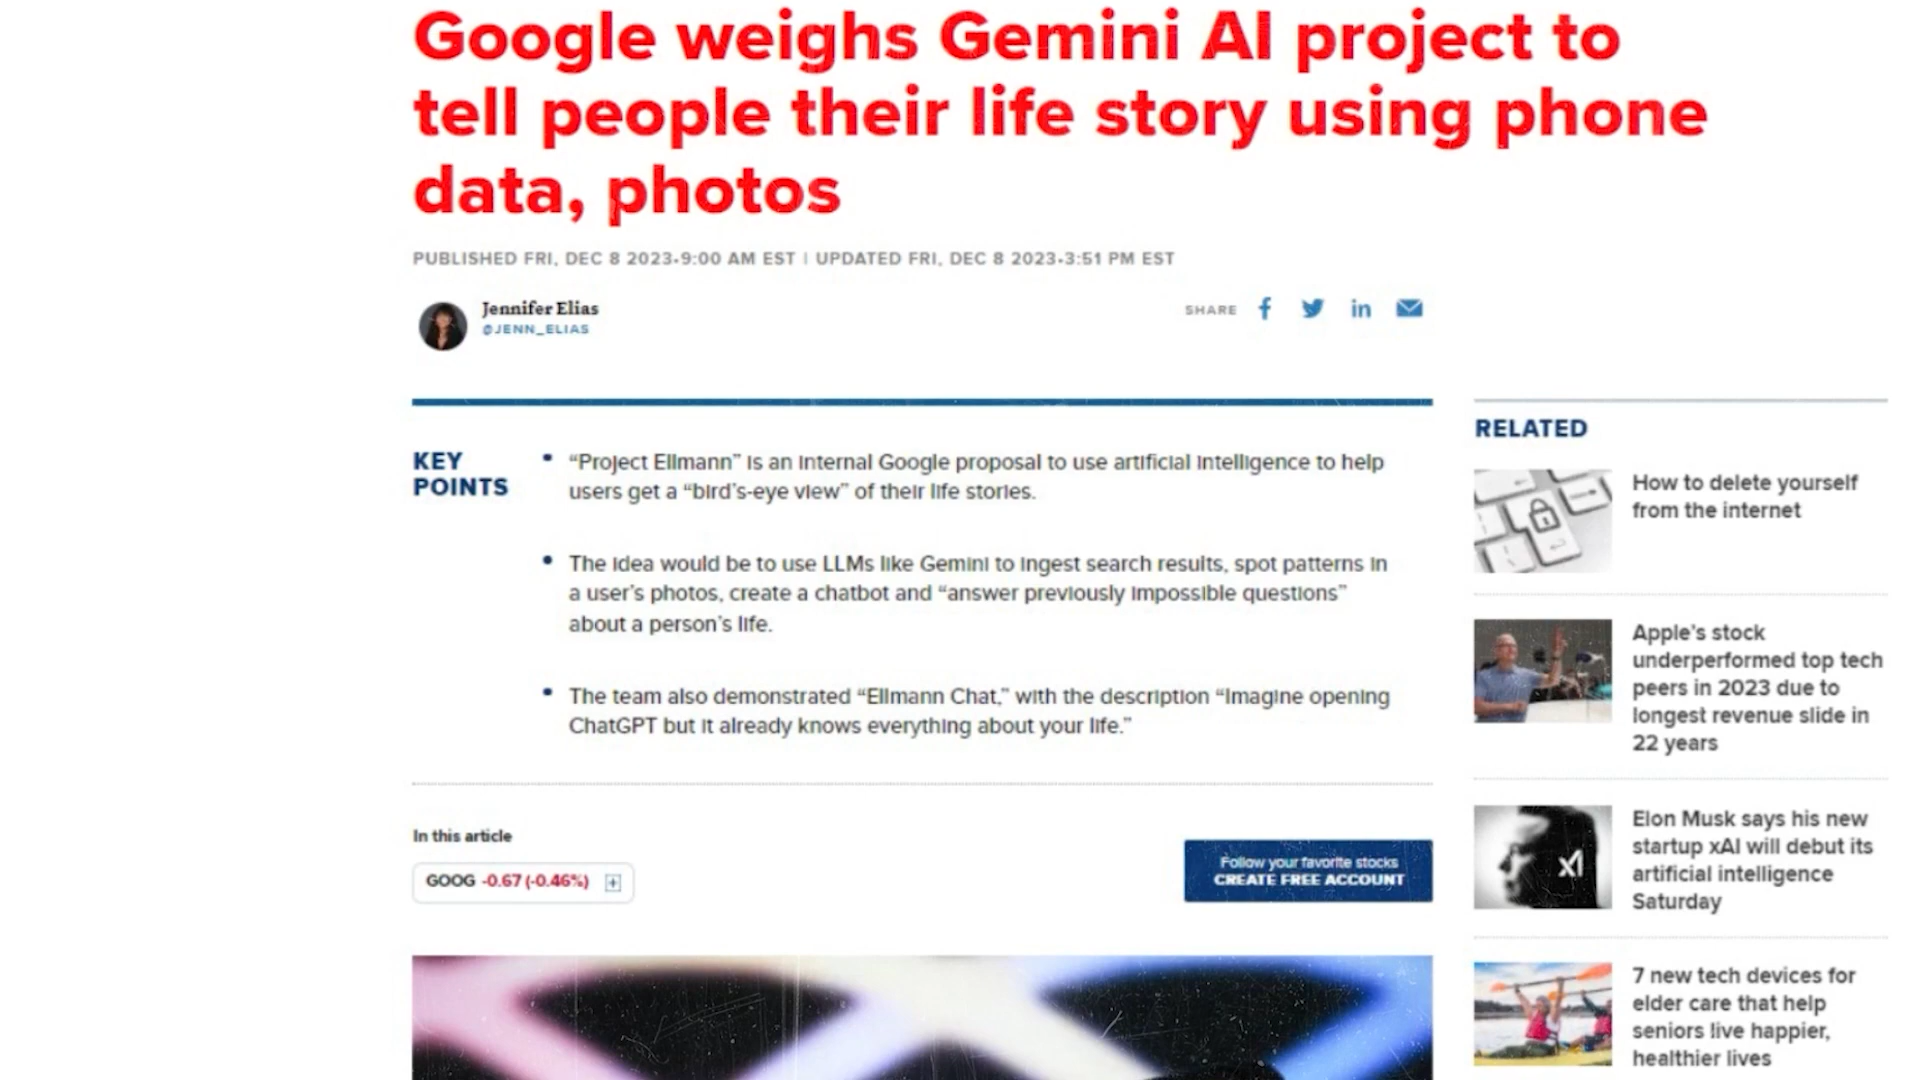 Google weighs Gemini AI project to
tell people their life story using phone
data, photos
PUBLISHED FRI, DEC 8 2023•9:00 AM EST | UPDATED FRI, DEC 8 2023•3:51 PM EST
Jennifer Elias
@JENN_ELIAS
SHARE
KEY
POINTS
• “Project Ellmann” is an internal Google proposal to use artificial intelligence to help
users get a “bird’s-eye view” of their life stories.
• The idea would be to use LLMs like Gemini to ingest search results, spot patterns in
a user’s photos, create a chatbot and “answer previously impossible questions”
about a person’s life.
• The team also demonstrated “Ellmann Chat,” with the description “Imagine opening
ChatGPT but it already knows everything about your life.”
In this article
GOOG -0.67 (-0.46%)
Follow your favorite stocks
CREATE FREE ACCOUNT
RELATED
How to delete yourself
from the internet
Apple’s stock
underperformed top tech
peers in 2023 due to
longest revenue slide in
22 years
Elon Musk says his new
startup xAI will debut its
artificial intelligence
Saturday
7 new tech devices for
elder care that help
seniors live happier,
healthier lives